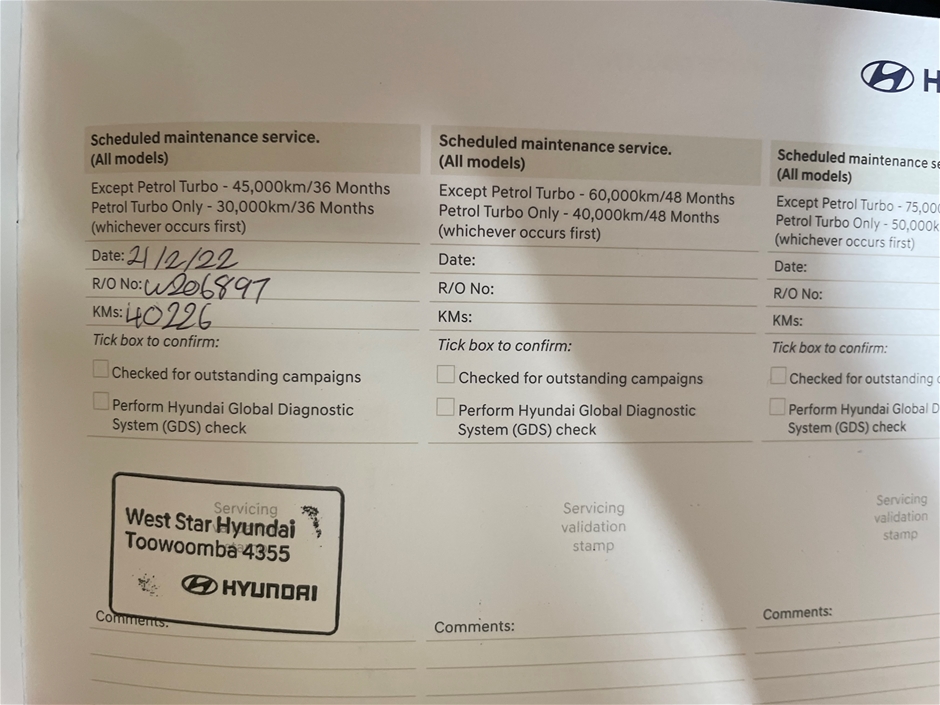 H
Scheduled maintenance service.
(All models)
Except Petrol Turbo - 45,000km/36 Months
Petrol Turbo Only - 30,000km/36 Months
(whichever occurs first)
Date: 21/2/22
R/O No: W206897
KMs: 40226
Tick box to confirm:
Checked for outstanding campaigns
Perform Hyundai Global Diagnostic
System (GDS) check
Servicing
West Star Hyundai
Toowoomba 4355
HYUNDAI
Comments:
Scheduled maintenance service.
(All models)
Except Petrol Turbo - 60,000km/48 Months
Petrol Turbo Only - 40,000km/48 Months
(whichever occurs first)
Date:
R/O No:
KMs:
Tick box to confirm:
Checked for outstanding campaigns
Perform Hyundai Global Diagnostic
System (GDS) check
Servicing
validation
stamp
Comments:
Scheduled maintenance se
(All models)
Except Petrol Turbo - 75,00
Petrol Turbo Only - 50,000k
(whichever occurs first)
Date:
R/O No:
KMs:
Tick box to confirm:
Checked for outstanding
Perform Hyundai Global D
System (GDS) check
Servicing
validation
stamp
Comments: